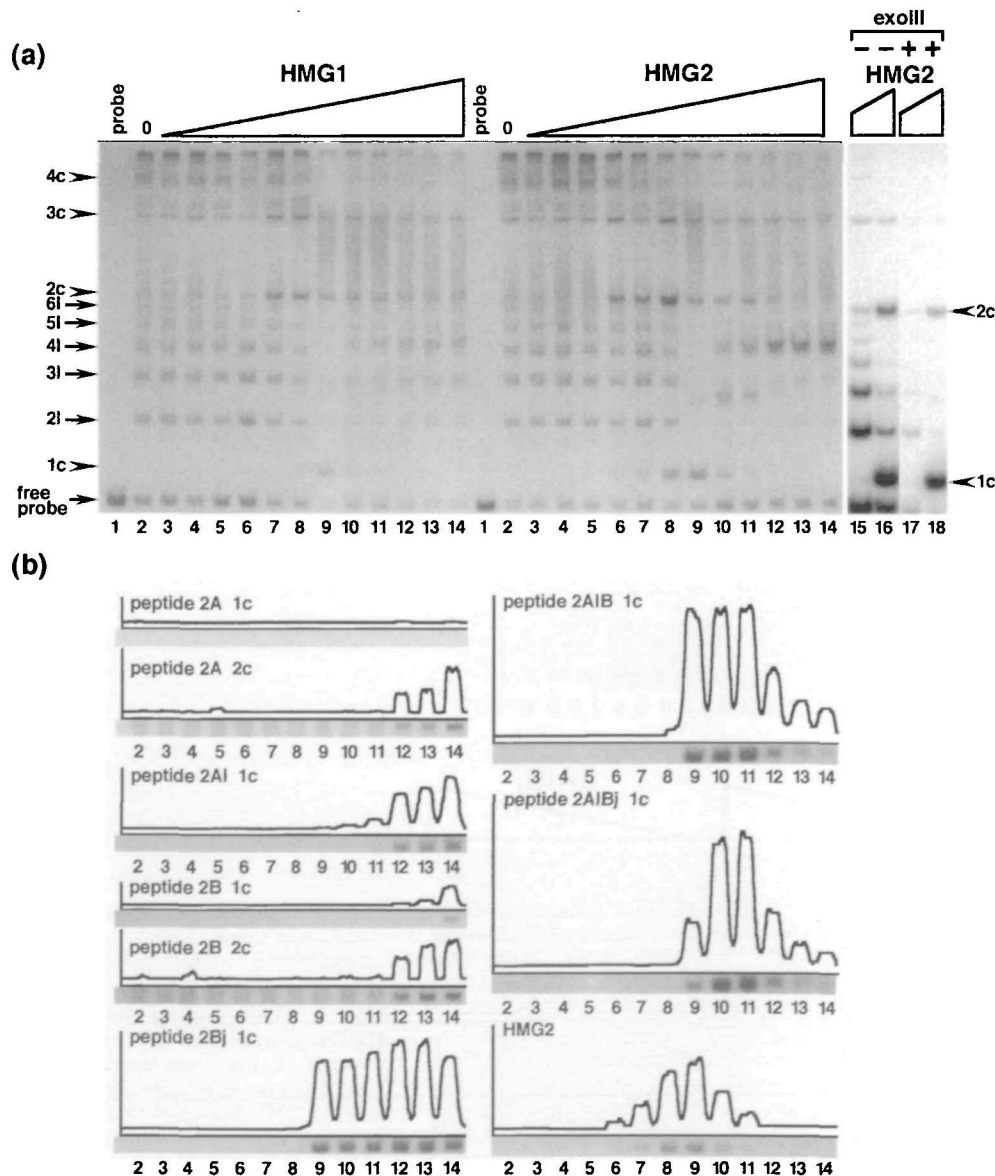 exoIII
(a)
HMG1
HMG2
− − + +
HMG2
probe
0
probe
0
4c
3c
2c
6l
5l
4l
3l
2l
1c
free probe
2c
1c
1 2 3 4 5 6 7 8 9 10 11 12 13 14 1 2 3 4 5 6 7 8 9 10 11 12 13 14 15 16 17 18
(b)
peptide 2A 1c
peptide 2A 2c
2 3 4 5 6 7 8 9 10 11 12 13 14
peptide 2AI 1c
2 3 4 5 6 7 8 9 10 11 12 13 14
peptide 2B 1c
peptide 2B 2c
2 3 4 5 6 7 8 9 10 11 12 13 14
peptide 2Bj 1c
2 3 4 5 6 7 8 9 10 11 12 13 14
peptide 2AIB 1c
2 3 4 5 6 7 8 9 10 11 12 13 14
peptide 2AIBj 1c
2 3 4 5 6 7 8 9 10 11 12 13 14
HMG2
2 3 4 5 6 7 8 9 10 11 12 13 14